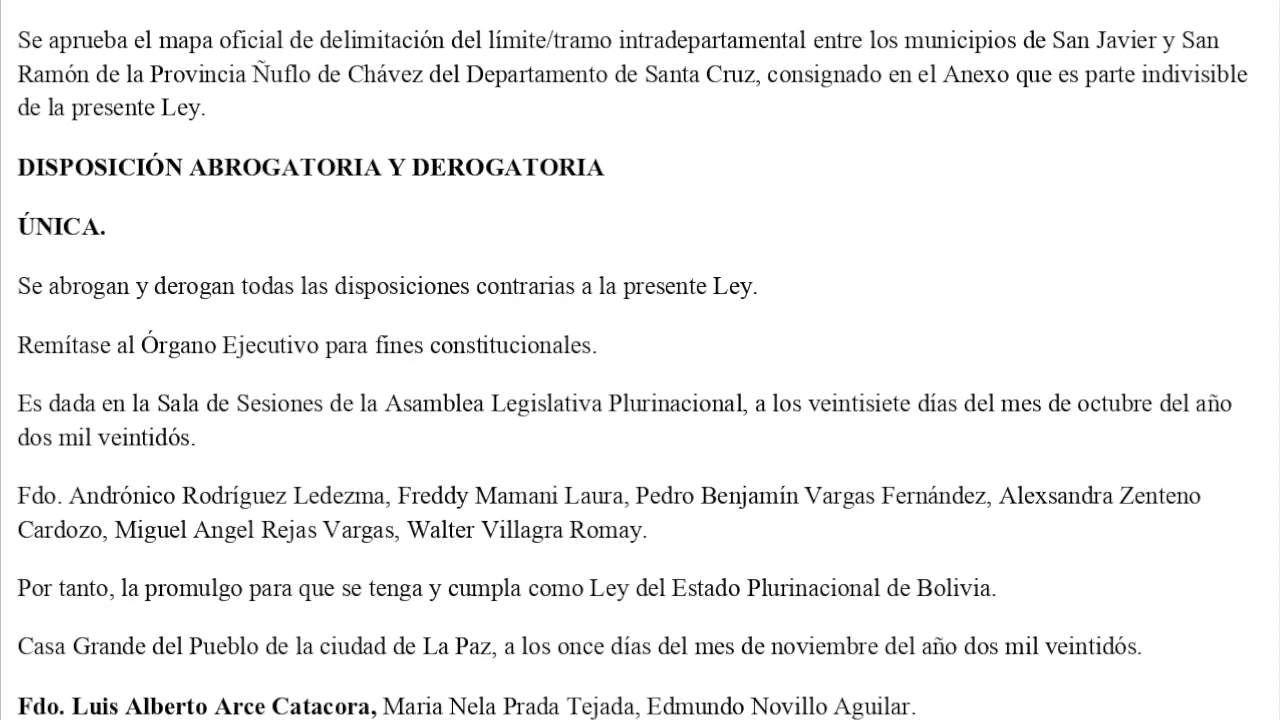 Se aprueba el mapa oficial de delimitación del límite/tramo intradepartamental entre los municipios de San Javier y San
Ramón de la Provincia Ñuflo de Chávez del Departamento de Santa Cruz, consignado en el Anexo que es parte indivisible
de la presente Ley.
DISPOSICIÓN ABROGATORIA Y DEROGATORIA
ÚNICA.
Se abrogan y derogan todas las disposiciones contrarias a la presente Ley.
Remítase al Órgano Ejecutivo para fines constitucionales.
Es dada en la Sala de Sesiones de la Asamblea Legislativa Plurinacional, a los veintisiete días del mes de octubre del año
dos mil veintidós.
Fdo. Andrónico Rodríguez Ledezma, Freddy Mamani Laura, Pedro Benjamín Vargas Fernández, Alexsandra Zenteno
Cardozo, Miguel Angel Rejas Vargas, Walter Villagra Romay.
Por tanto, la promulgo para que se tenga y cumpla como Ley del Estado Plurinacional de Bolivia.
Casa Grande del Pueblo de la ciudad de La Paz, a los once días del mes de noviembre del año dos mil veintidós.
Fdo. Luis Alberto Arce Catacora, Maria Nela Prada Tejada, Edmundo Novillo Aguilar.